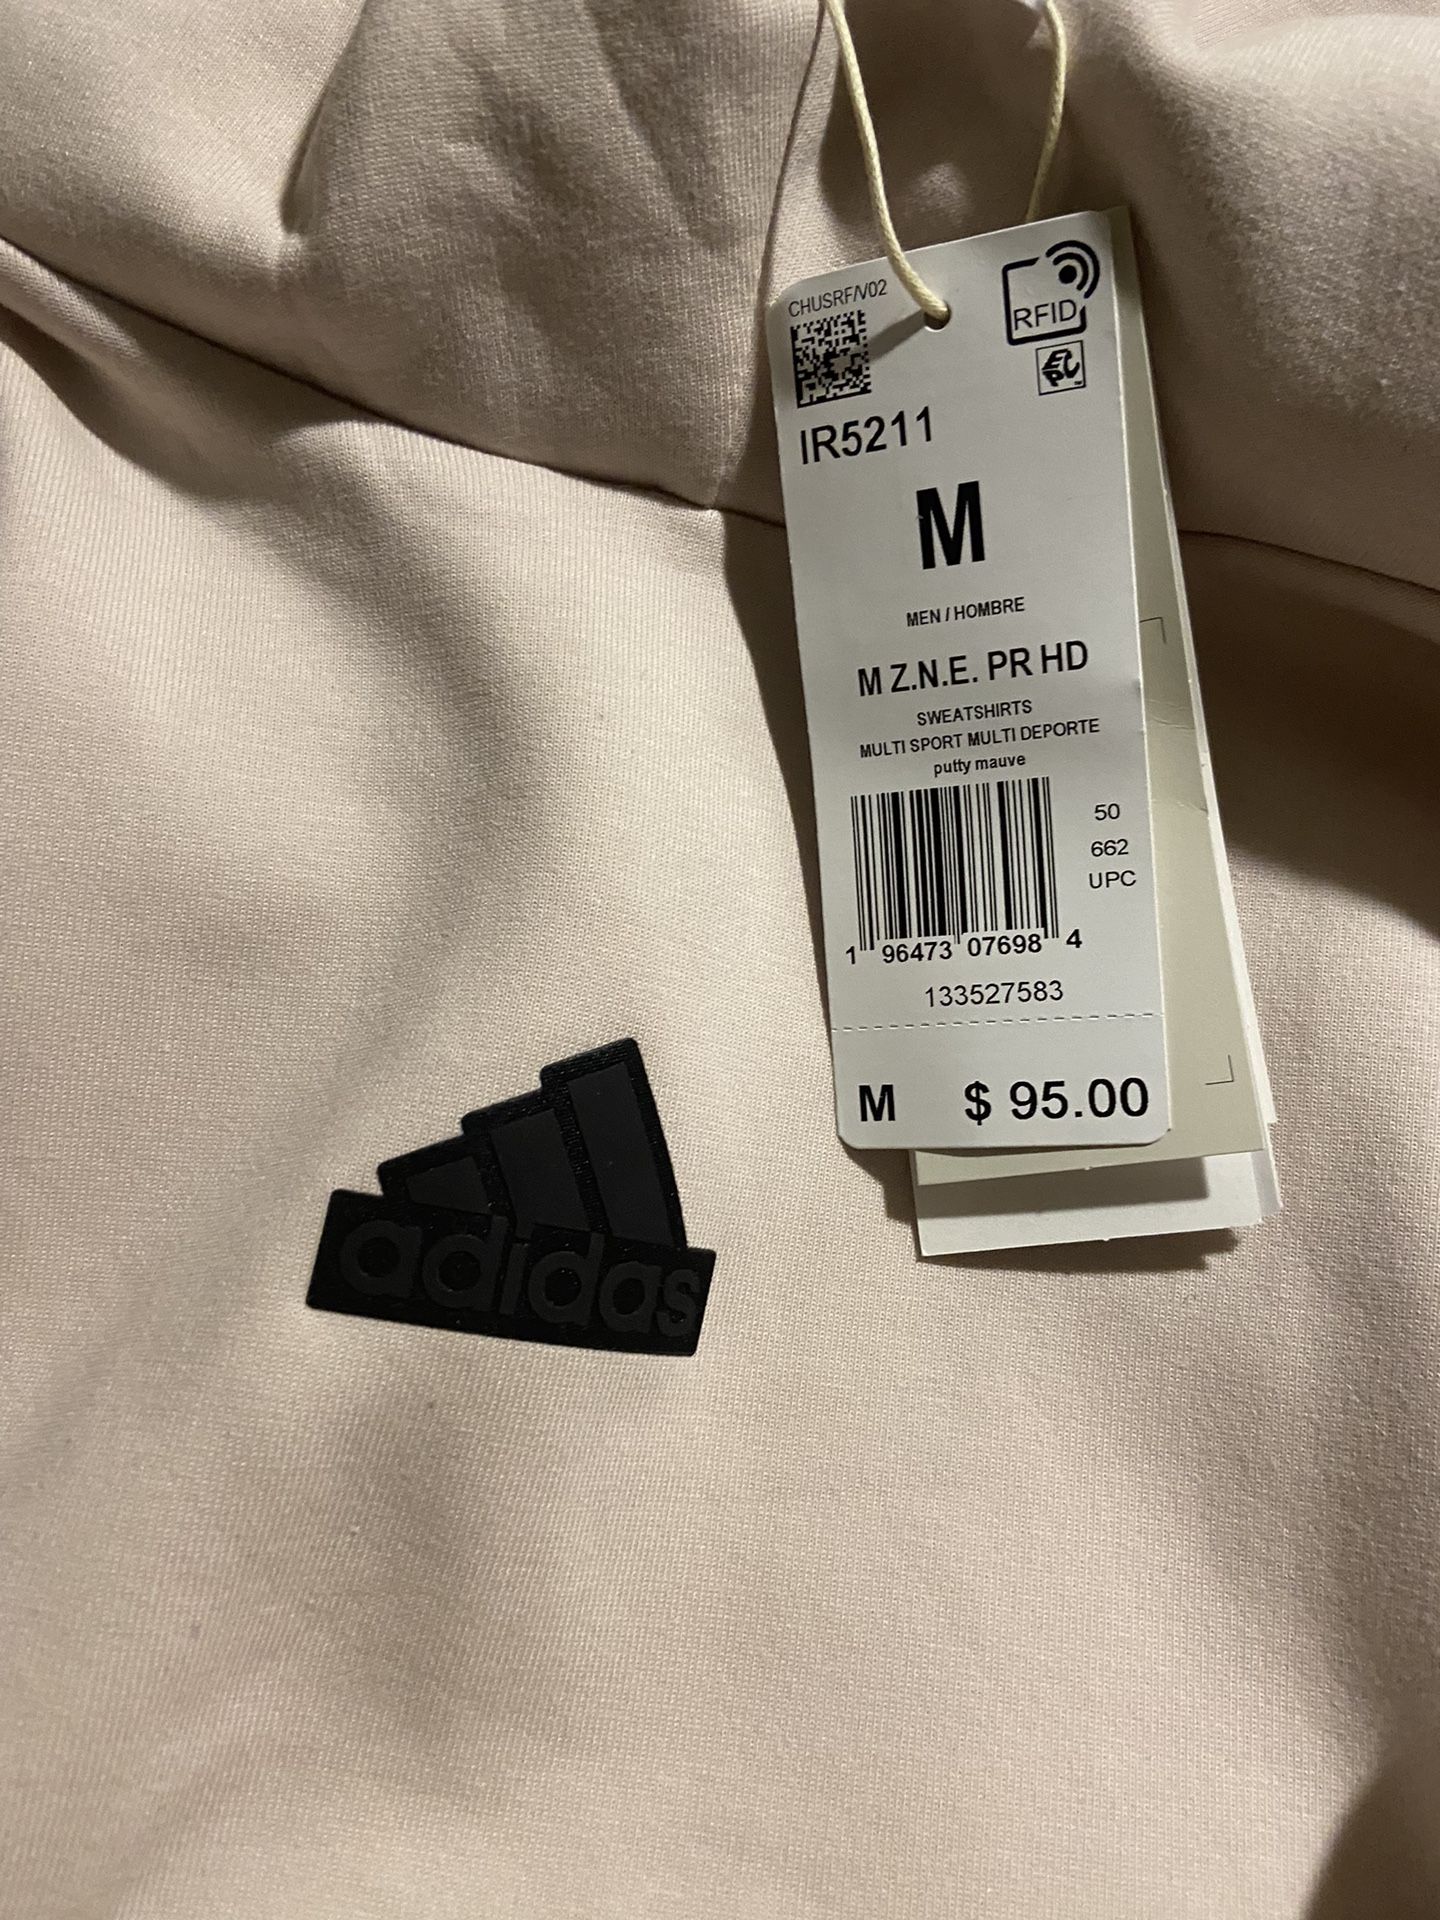 CHUSRF/V02
RFID
EPC
IR5211
M
MEN / HOMBRE
M Z.N.E. PR HD
SWEATSHIRTS
MULTI SPORT MULTI DEPORTE
putty mauve
50
662
UPC
1 96473 07698 4
133527583
M $ 95.00
adidas